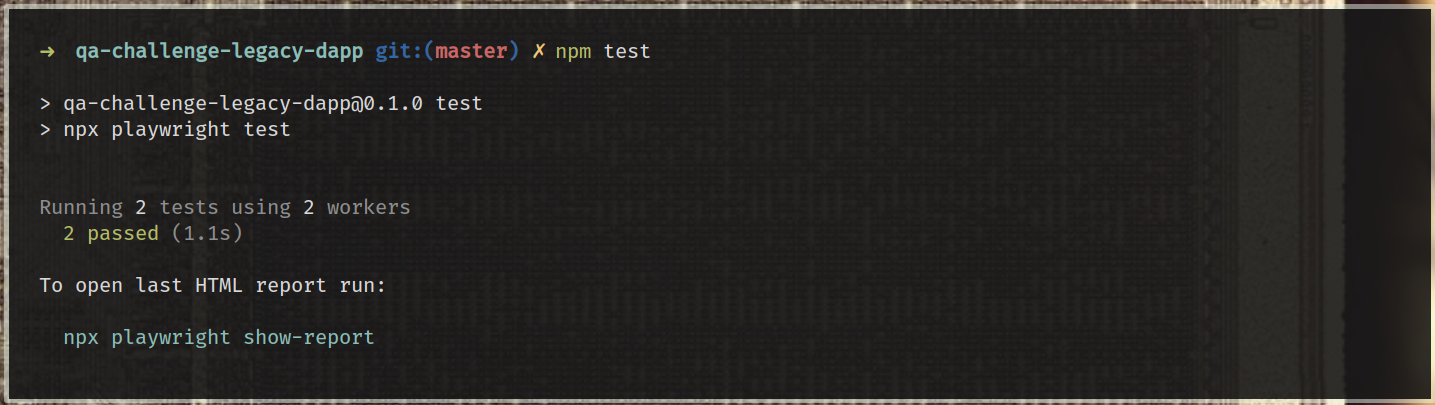 ➜ qa-challenge-legacy-dapp git:(master) ✗ npm test
> qa-challenge-legacy-dapp@0.1.0 test
> npx playwright test
Running 2 tests using 2 workers
2 passed (1.1s)
To open last HTML report run:
npx playwright show-report